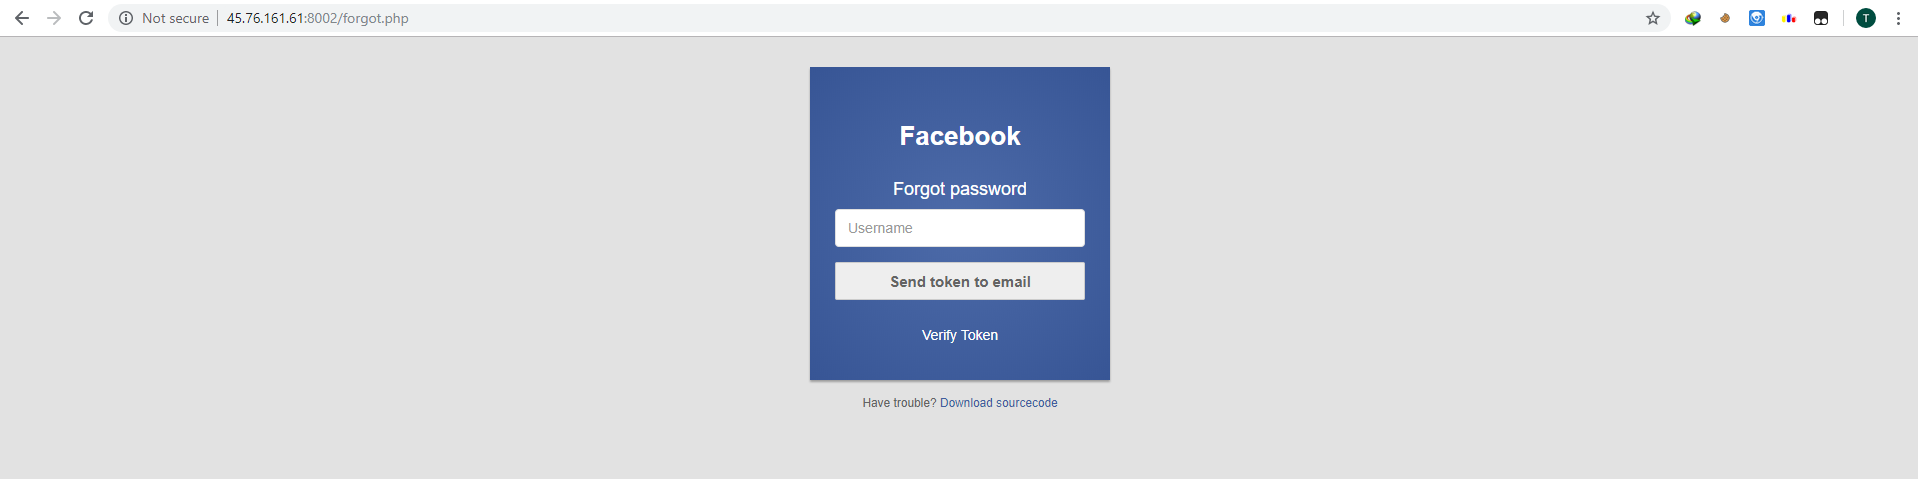 Not secure 45.76.161.61:8002/forgot.php T
Facebook
Forgot password
Username
Send token to email
Verify Token
Have trouble? Download sourcecode